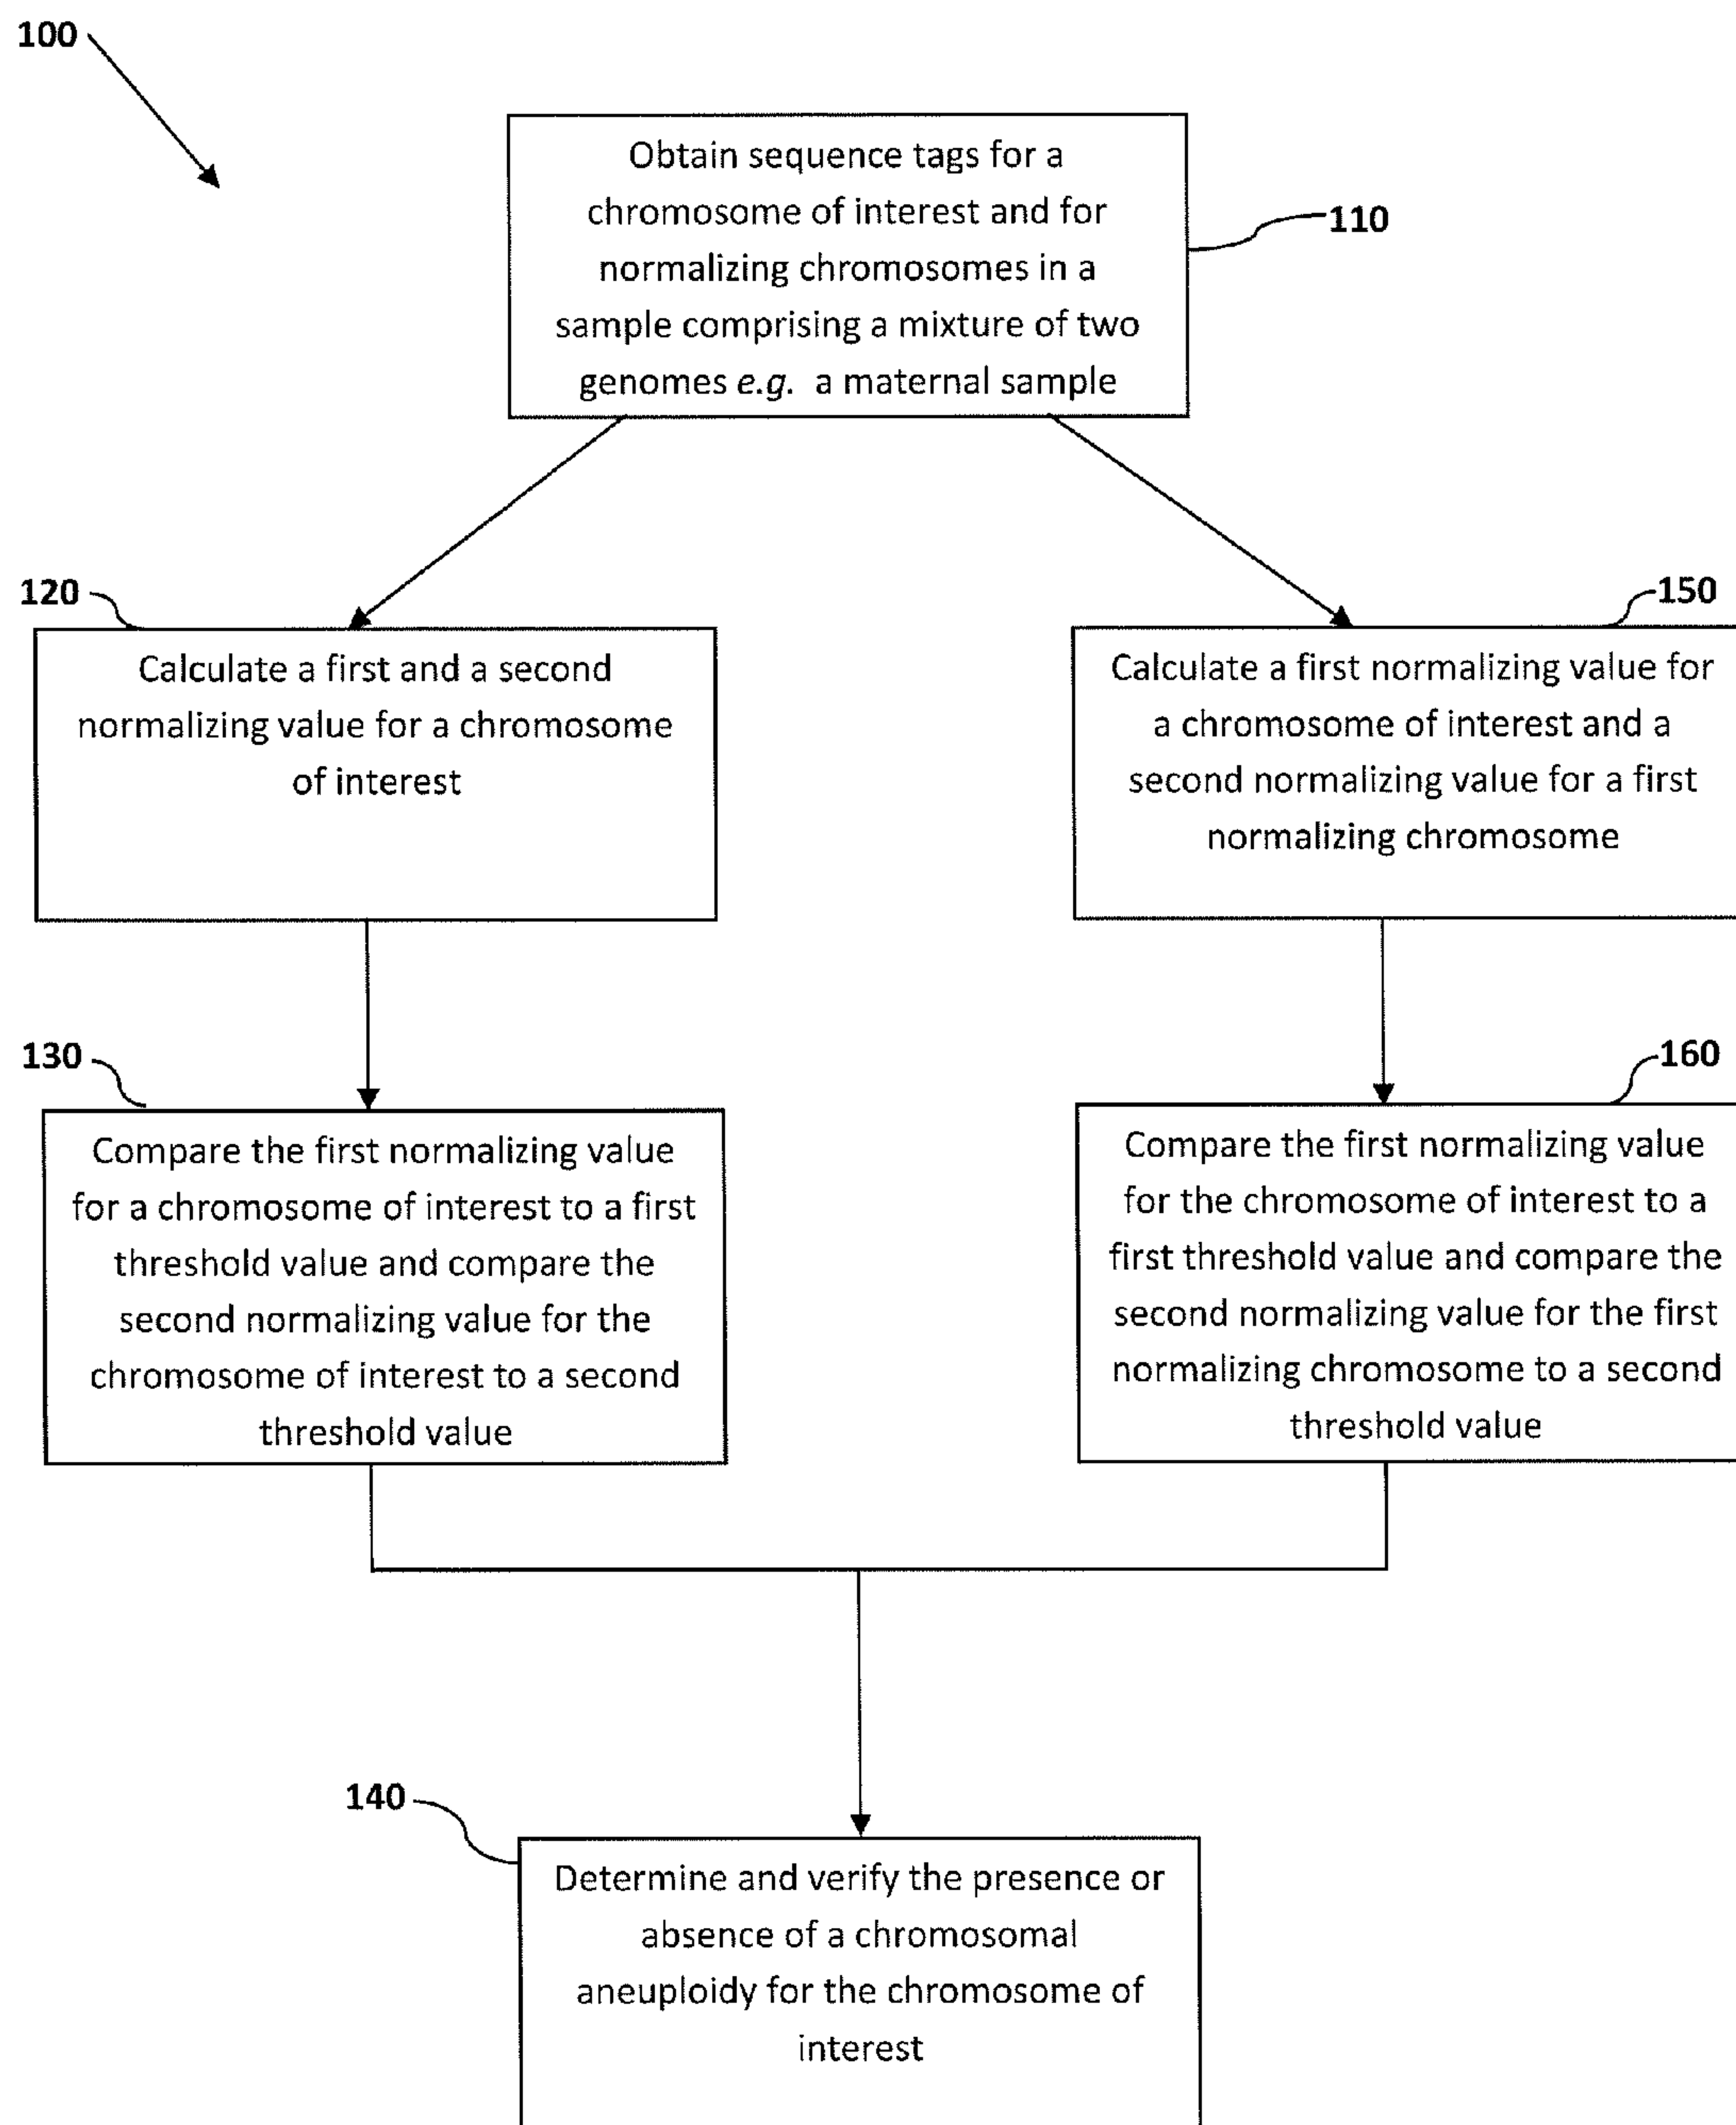 100
Obtain sequence tags for a
chromosome of interest and for
normalizing chromosomes in a
sample comprising a mixture of two
genomes e.g. a maternal sample
110
120
Calculate a first and a second
normalizing value for a chromosome
of interest
150
Calculate a first normalizing value for
a chromosome of interest and a
second normalizing value for a first
normalizing chromosome
130
Compare the first normalizing value
for a chromosome of interest to a first
threshold value and compare the
second normalizing value for the
chromosome of interest to a second
threshold value
160
Compare the first normalizing value
for the chromosome of interest to a
first threshold value and compare the
second normalizing value for the first
normalizing chromosome to a second
threshold value
140
Determine and verify the presence or
absence of a chromosomal
aneuploidy for the chromosome of
interest